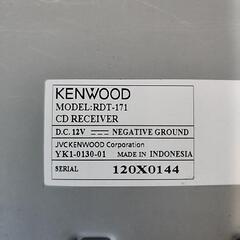 KENWOOD
MODEL:RDT-171
CD RECEIVER
D.C. 12V ⎓ NEGATIVE GROUND
JVCKENWOOD Corporation
YK1-0130-01 MADE IN INDONESIA
SERIAL 120X0144